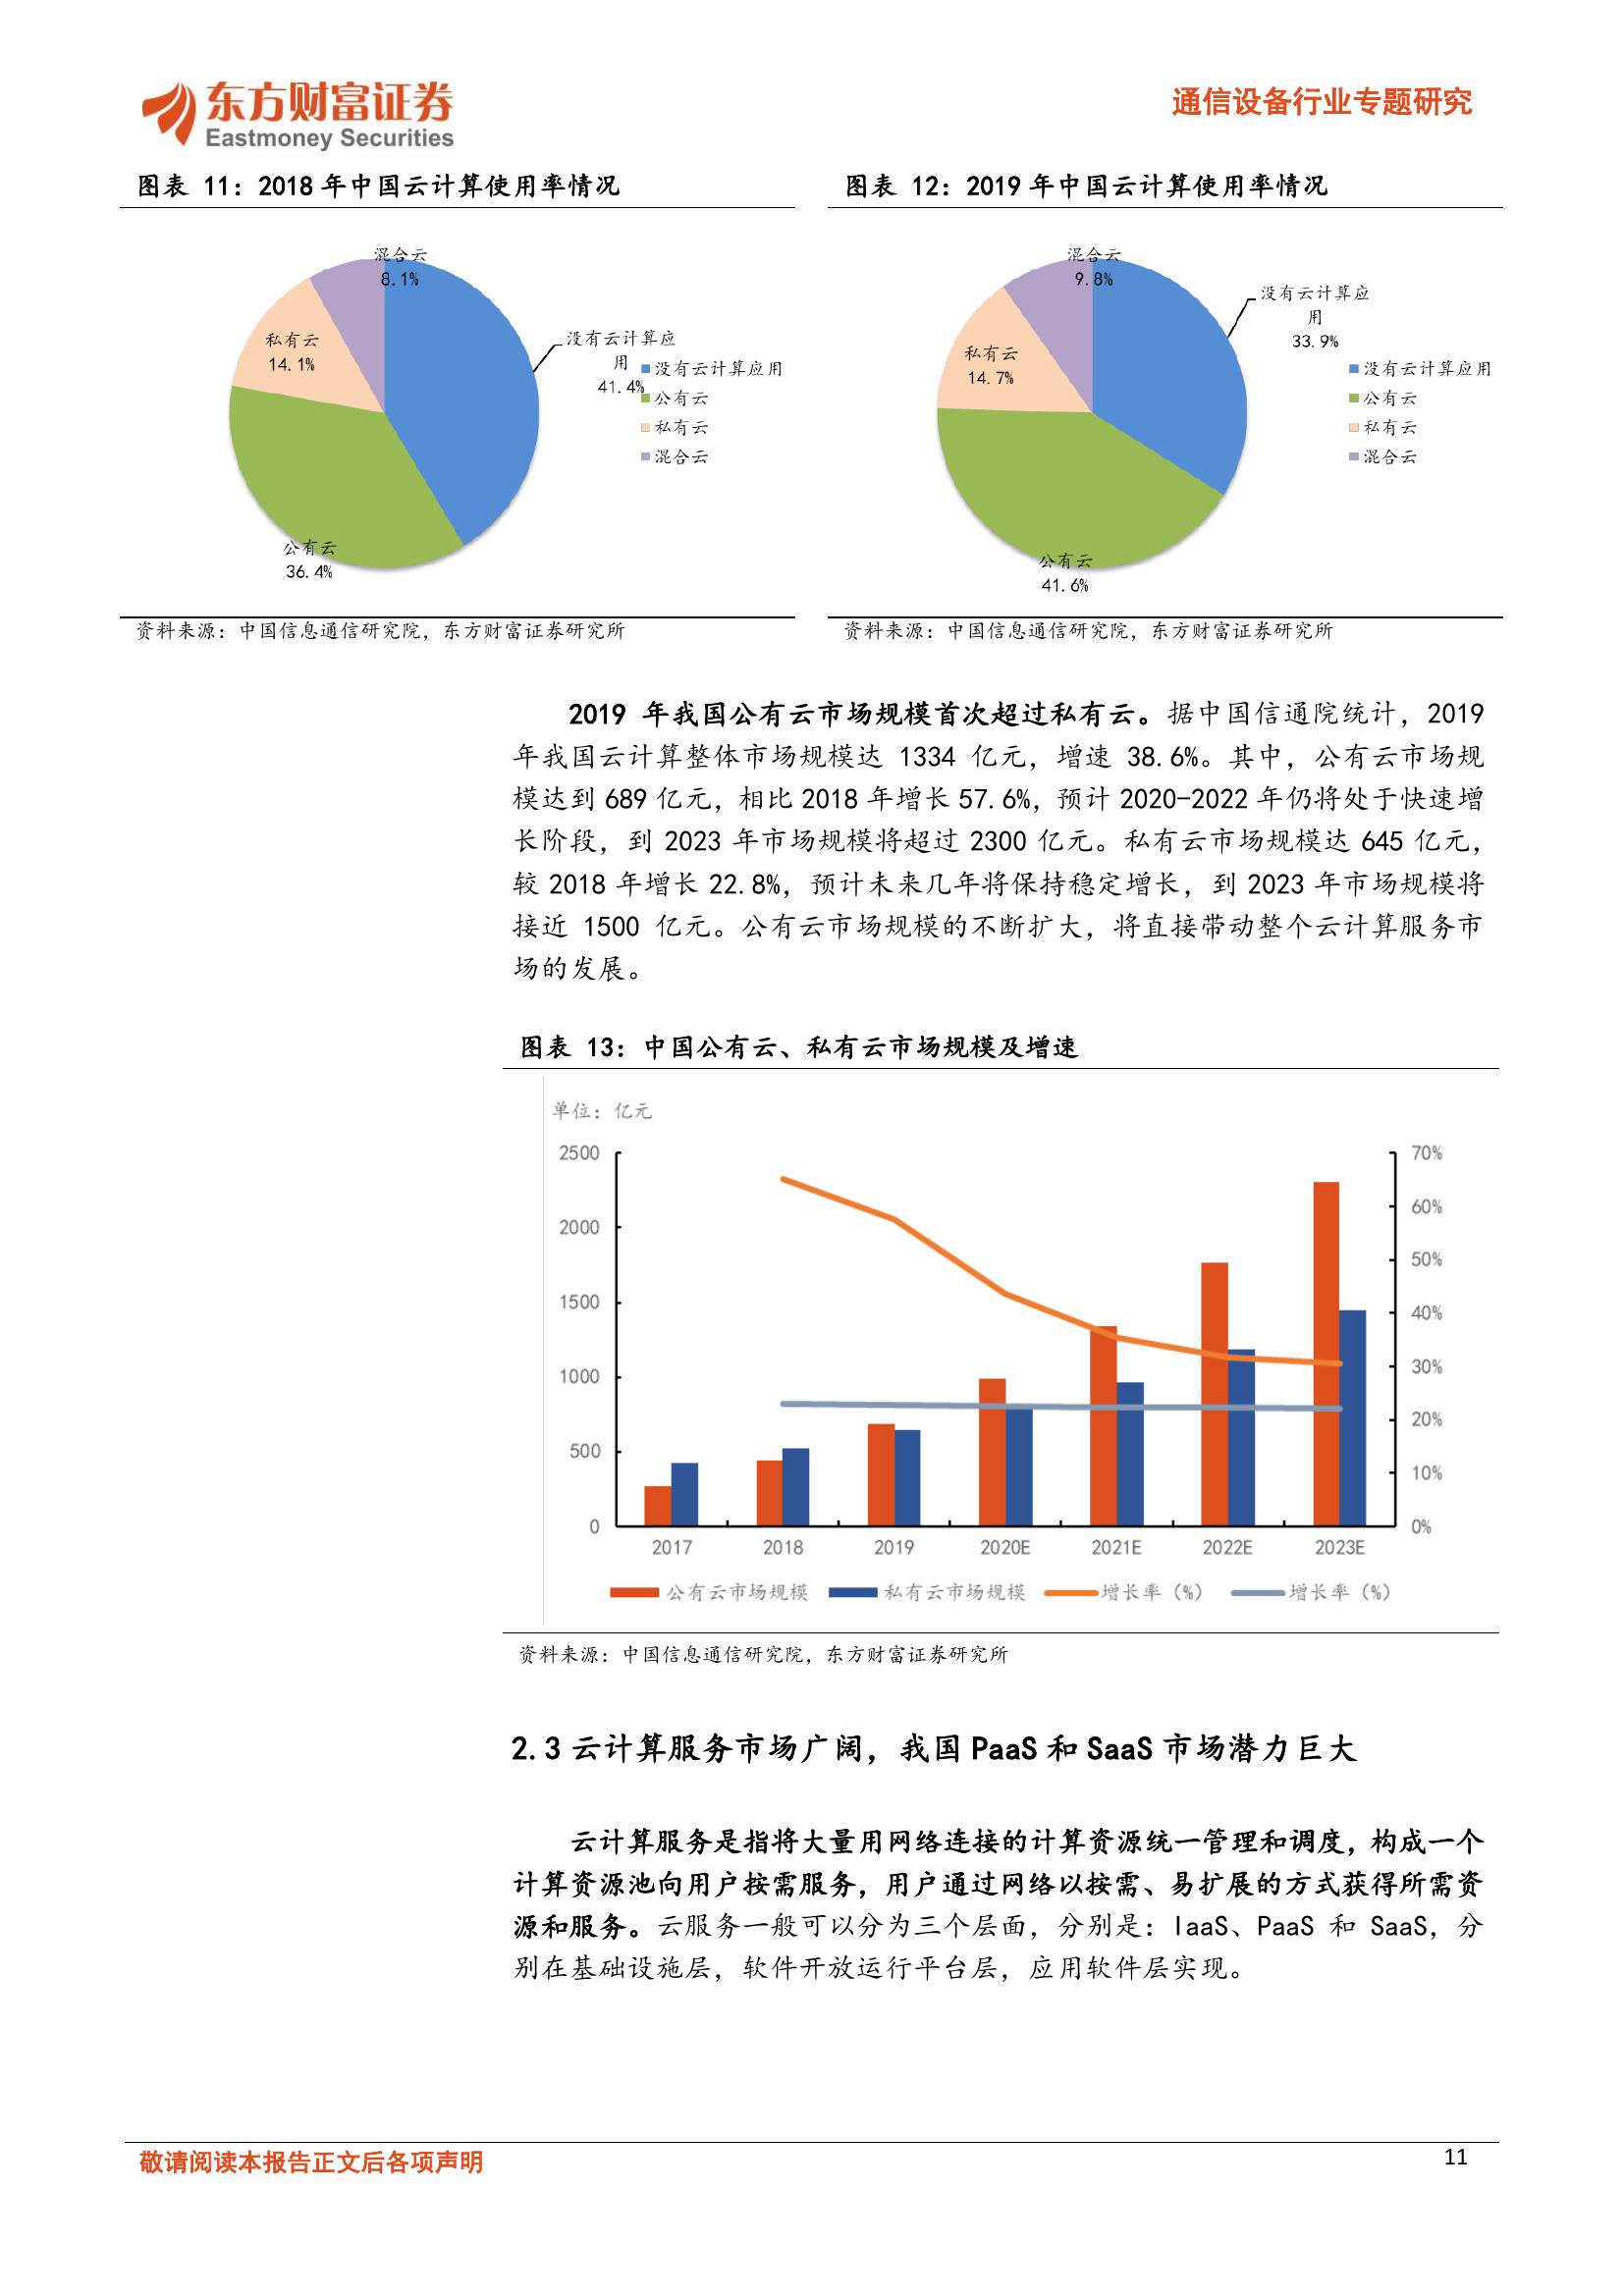 东方财富证券
Eastmoney Securities
通信设备行业专题研究
图表 11：2018 年中国云计算使用率情况
混合云
8.1%
私有云
14.1%
没有云计算应
用
41.4%
公有云
36.4%
没有云计算应用
公有云
私有云
混合云
资料来源：中国信息通信研究院，东方财富证券研究所
图表 12：2019 年中国云计算使用率情况
混合云
9.8%
没有云计算应
用
33.9%
私有云
14.7%
公有云
41.6%
没有云计算应用
公有云
私有云
混合云
资料来源：中国信息通信研究院，东方财富证券研究所
2019 年我国公有云市场规模首次超过私有云。据中国信通院统计，2019
年我国云计算整体市场规模达 1334 亿元，增速 38.6%。其中，公有云市场规
模达到 689 亿元，相比 2018 年增长 57.6%，预计 2020-2022 年仍将处于快速增
长阶段，到 2023 年市场规模将超过 2300 亿元。私有云市场规模达 645 亿元，
较 2018 年增长 22.8%，预计未来几年将保持稳定增长，到 2023 年市场规模将
接近 1500 亿元。公有云市场规模的不断扩大，将直接带动整个云计算服务市
场的发展。
图表 13：中国公有云、私有云市场规模及增速
单位：亿元
2500
2000
1500
1000
500
0
70%
60%
50%
40%
30%
20%
10%
0%
2017 2018 2019 2020E 2021E 2022E 2023E
公有云市场规模 私有云市场规模 增长率（%） 增长率（%）
资料来源：中国信息通信研究院，东方财富证券研究所
2.3 云计算服务市场广阔，我国 PaaS 和 SaaS 市场潜力巨大
云计算服务是指将大量用网络连接的计算资源统一管理和调度，构成一个
计算资源池向用户按需服务，用户通过网络以按需、易扩展的方式获得所需资
源和服务。云服务一般可以分为三个层面，分别是：IaaS、PaaS 和 SaaS，分
别在基础设施层，软件开放运行平台层，应用软件层实现。
敬请阅读本报告正文后各项声明
11